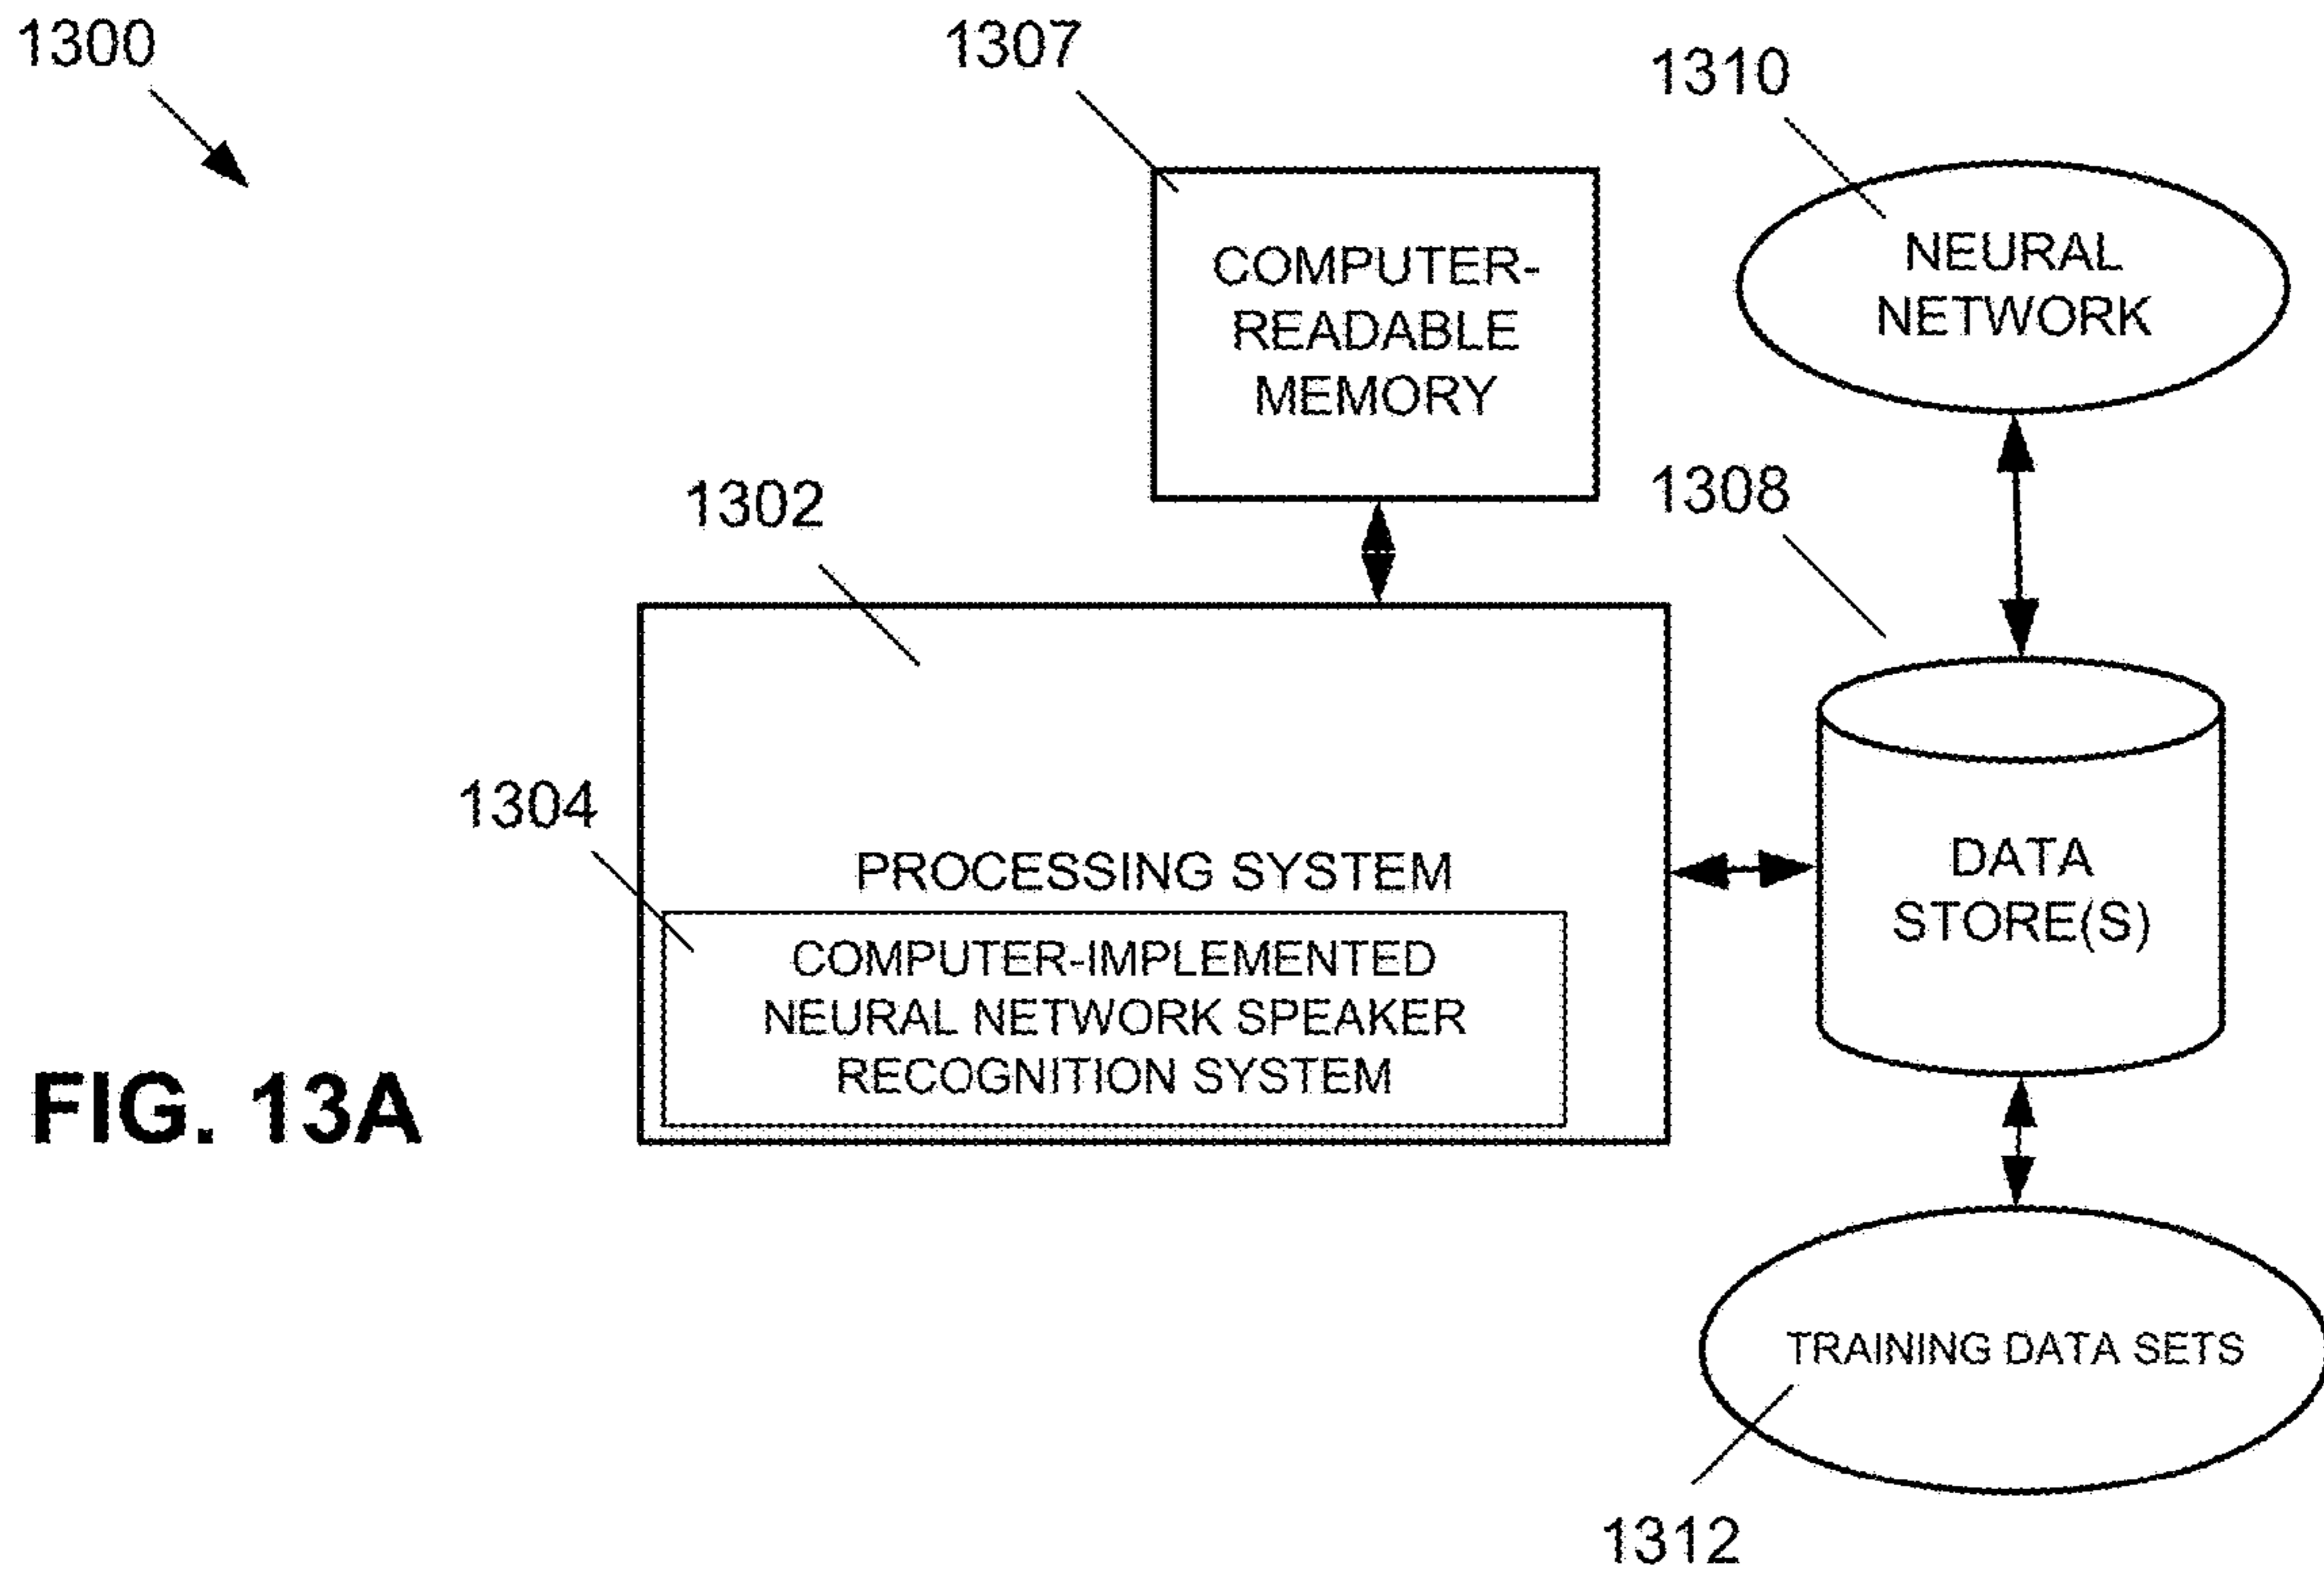 1300
1307
1310
COMPUTER-
READABLE
MEMORY
NEURAL
NETWORK
1302
1308
1304
PROCESSING SYSTEM
COMPUTER-IMPLEMENTED
NEURAL NETWORK SPEAKER
RECOGNITION SYSTEM
DATA
STORE(S)
FIG. 13A
TRAINING DATA SETS
1312